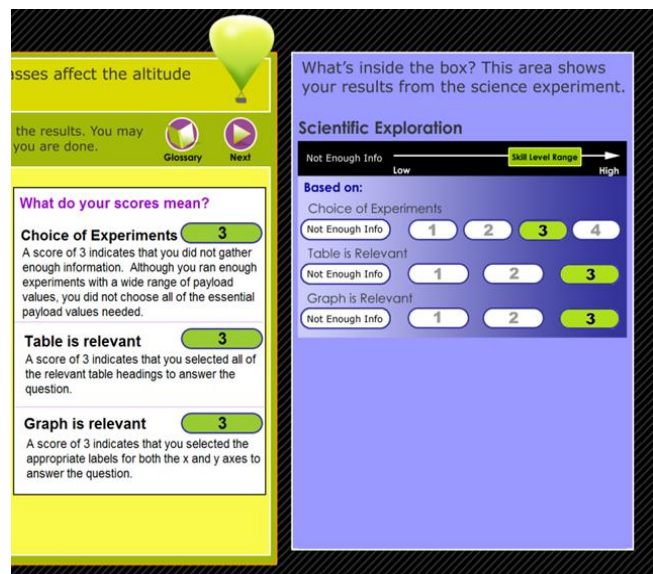 asses affect the altitude
the results. You may
you are done.
Glossary
Next
What do your scores mean?
Choice of Experiments 3
A score of 3 indicates that you did not gather
enough information. Although you ran enough
experiments with a wide range of payload
values, you did not choose all of the essential
payload values needed.
Table is relevant 3
A score of 3 indicates that you selected all of
the relevant table headings to answer the
question.
Graph is relevant 3
A score of 3 indicates that you selected the
appropriate labels for both the x and y axes to
answer the question.
What's inside the box? This area shows
your results from the science experiment.
Scientific Exploration
Not Enough Info Skill Level Range
Low High
Based on:
Choice of Experiments
Not Enough Info 1 2 3 4
Table is Relevant
Not Enough Info 1 2 3
Graph is Relevant
Not Enough Info 1 2 3